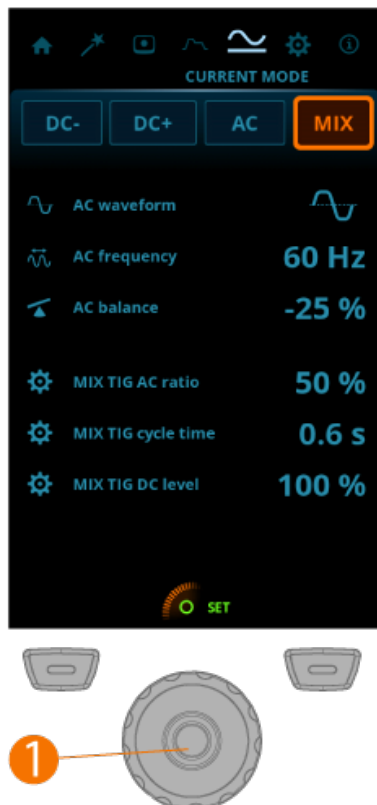 CURRENT MODE
DC- DC+ AC MIX
AC waveform
AC frequency 60 Hz
AC balance -25 %
MIX TIG AC ratio 50 %
MIX TIG cycle time 0.6 s
MIX TIG DC level 100 %
SET
1